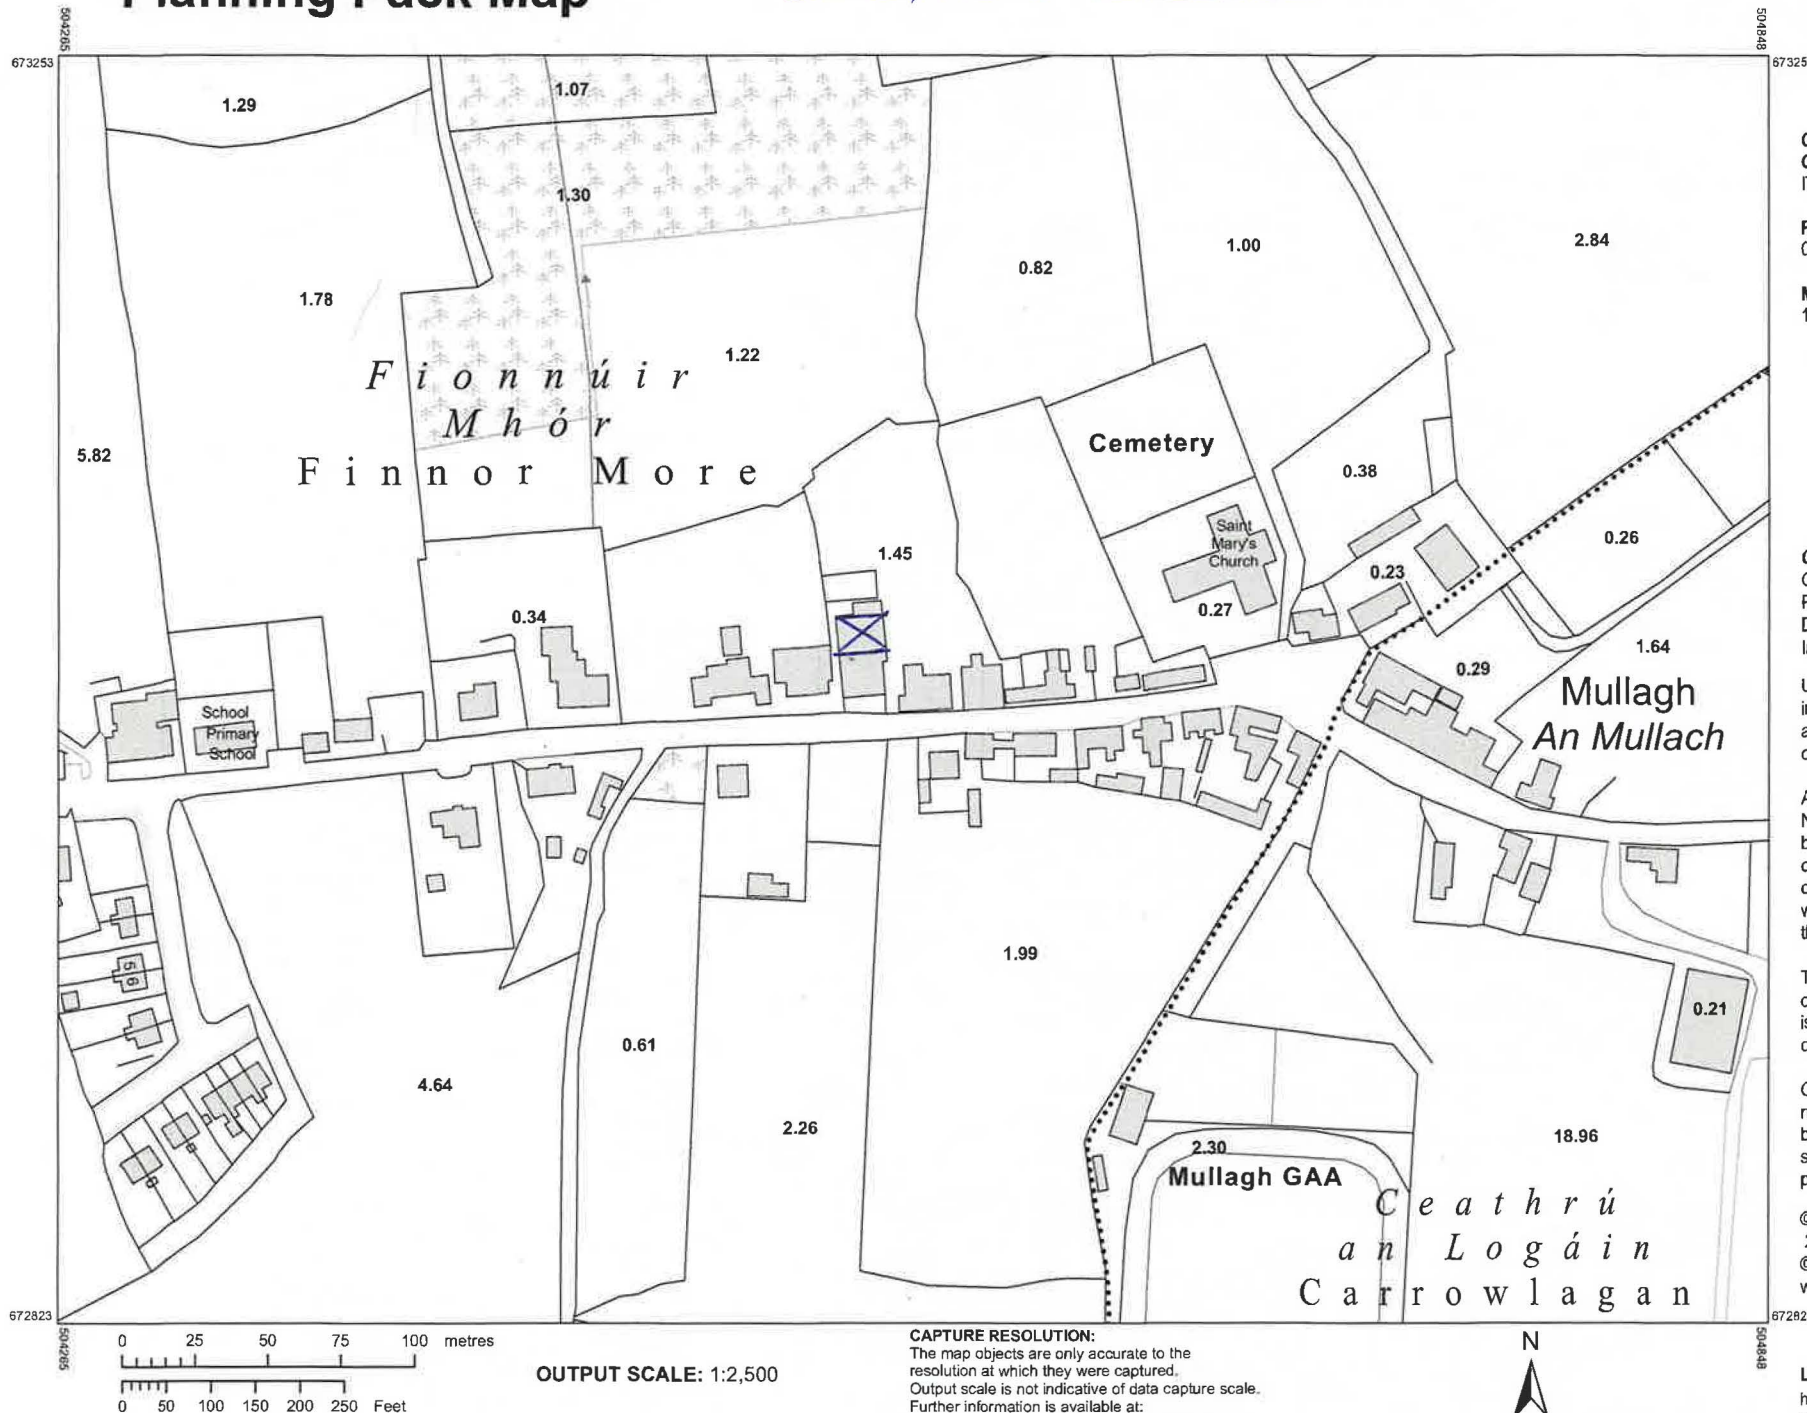 Planning Pack Map
504265
504848
673253
1.29
1.07
1.30
1.00
2.84
0.82
1.78
1.22
Fionnúir
Mhór
Finnor More
5.82
Cemetery
0.38
0.26
1.45
Saint
Mary's
Church
0.23
0.27
0.34
1.64
0.29
Mullagh
An Mullach
School
Primary
School
1.99
5
6
0.21
0.61
4.64
2.26
18.96
2.30
Mullagh GAA
Ceathrú
an Logáin
Carrowlagan
672823
504265
504848
N
0 25 50 75 100 metres
0 50 100 150 200 250 Feet
OUTPUT SCALE: 1:2,500
CAPTURE RESOLUTION:
The map objects are only accurate to the
resolution at which they were captured.
Output scale is not indicative of data capture scale.
Further information is available at: